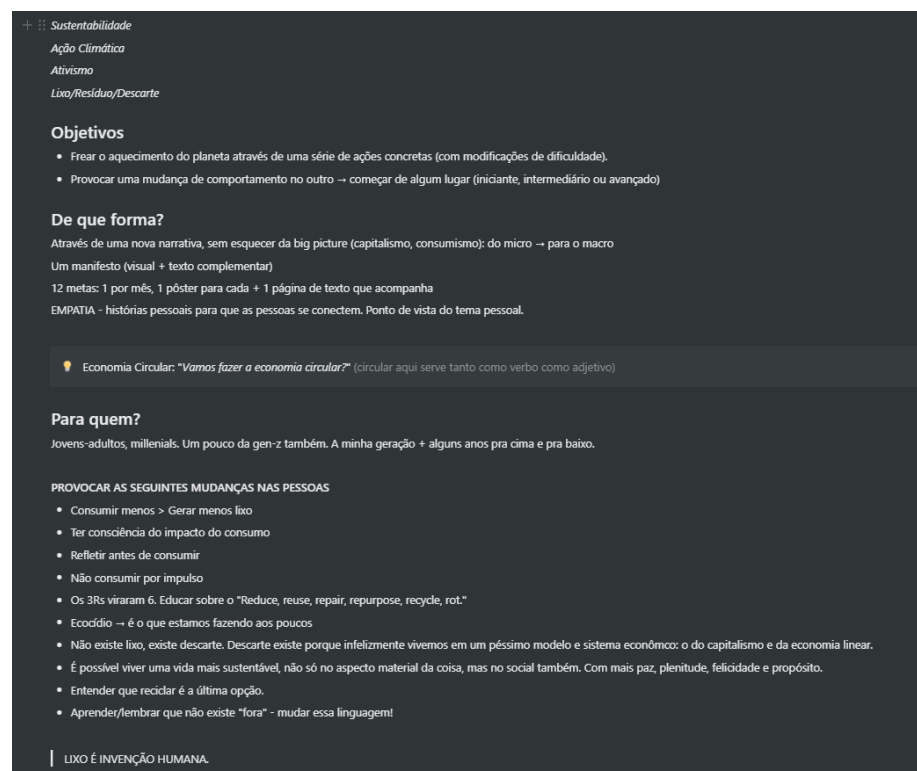 Sustentabilidade
Ação Climática
Ativismo
Lixo/Resíduo/Descarte
Objetivos
• Frear o aquecimento do planeta através de uma série de ações concretas (com modificações de dificuldade).
• Provocar uma mudança de comportamento no outro → começar de algum lugar (iniciante, intermediário ou avançado)
De que forma?
Através de uma nova narrativa, sem esquecer da big picture (capitalismo, consumismo): do micro → para o macro
Um manifesto (visual + texto complementar)
12 metas: 1 por mês, 1 pôster para cada + 1 página de texto que acompanha
EMPATIA - histórias pessoais para que as pessoas se conectem. Ponto de vista do tema pessoal.
Economia Circular: "Vamos fazer a economia circular?" (circular aqui serve tanto como verbo como adjetivo)
Para quem?
Jovens-adultos, millenials. Um pouco da gen-z também. A minha geração + alguns anos pra cima e pra baixo.
PROVOCAR AS SEGUINTES MUDANÇAS NAS PESSOAS
• Consumir menos > Gerar menos lixo
• Ter consciência do impacto do consumo
• Refletir antes de consumir
• Não consumir por impulso
• Os 3Rs viraram 6. Educar sobre o "Reduce, reuse, repair, repurpose, recycle, rot."
• Ecocídio → é o que estamos fazendo aos poucos
• Não existe lixo, existe descarte. Descarte existe porque infelizmente vivemos em um péssimo modelo e sistema econômco: o do capitalismo e da economia linear.
• É possível viver uma vida mais sustentável, não só no aspecto material da coisa, mas no social também. Com mais paz, plenitude, felicidade e propósito.
• Entender que reciclar é a última opção.
• Aprender/lembrar que não existe "fora" - mudar essa linguagem!
LIXO É INVENÇÃO HUMANA.